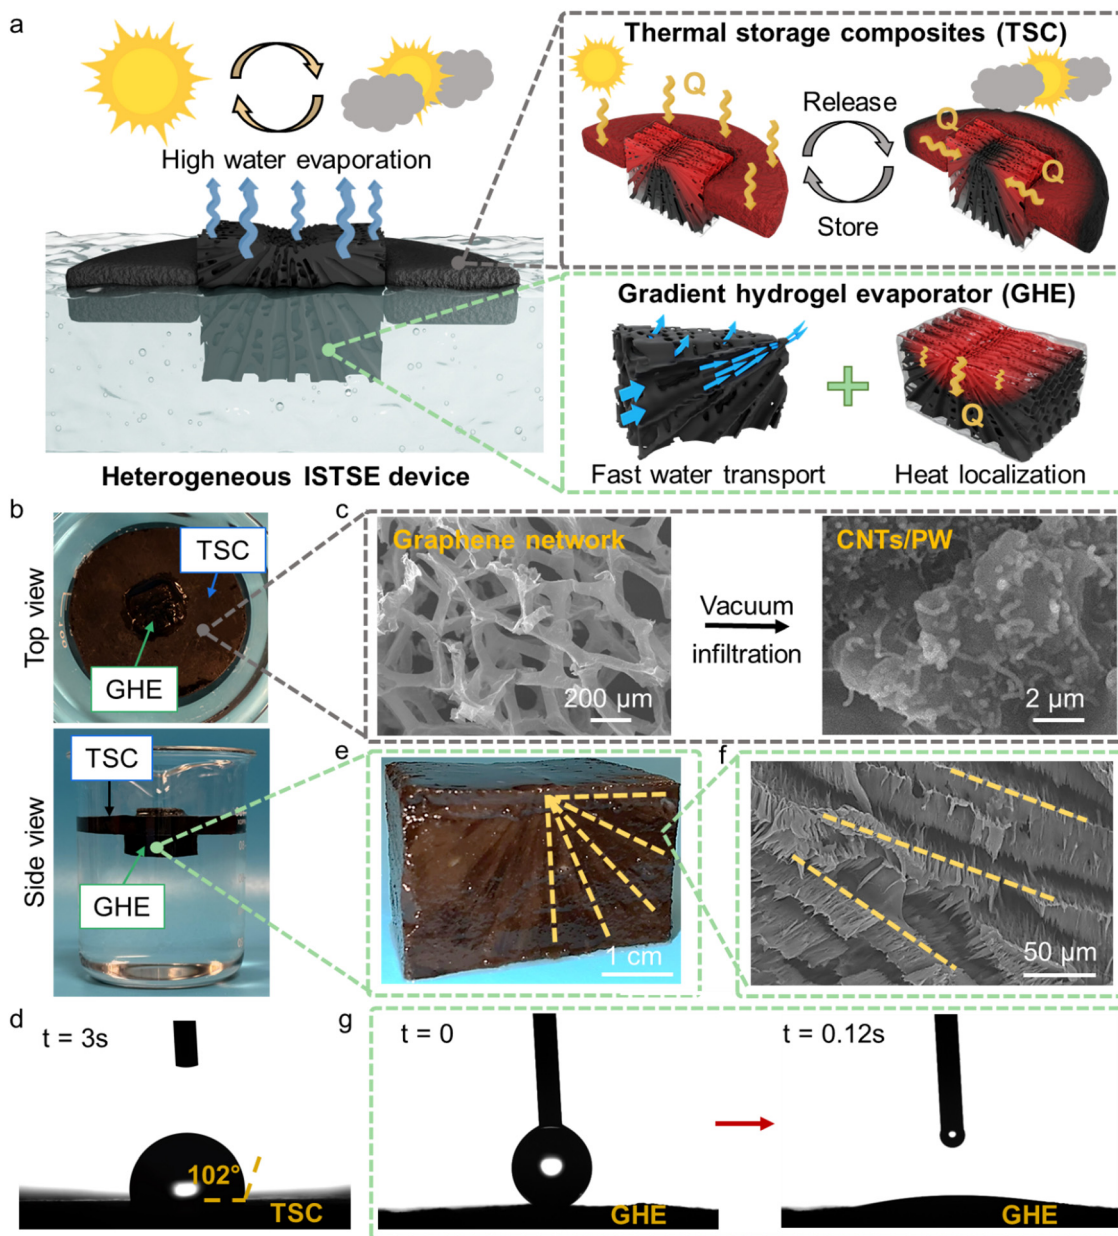 a
Thermal storage composites (TSC)
Q
Release
Q
Q
Store
High water evaporation
Gradient hydrogel evaporator (GHE)
Q
Fast water transport
Heat localization
Heterogeneous ISTSE device
b
Top view
TSC
GHE
c
Graphene network
200 µm
Vacuum
infiltration
CNTs/PW
2 µm
Side view
TSC
GHE
e
1 cm
f
50 µm
d
t = 3s
102°
TSC
g
t = 0
GHE
t = 0.12s
GHE